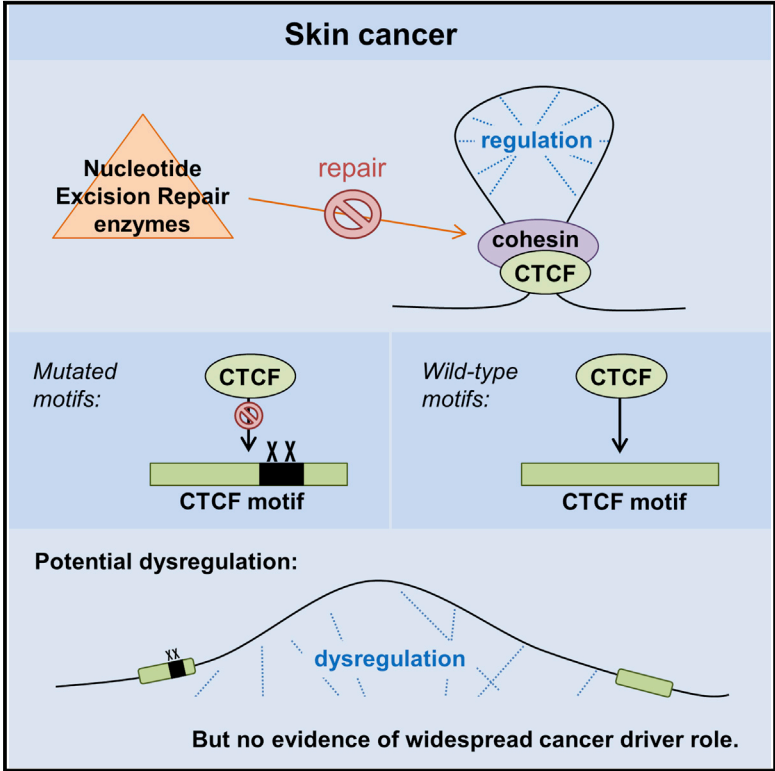 Skin cancer
Nucleotide
Excision Repair
enzymes
repair
regulation
cohesin
CTCF
Mutated
motifs:
CTCF
X X
CTCF motif
Wild-type
motifs:
CTCF
CTCF motif
Potential dysregulation:
XX
dysregulation
But no evidence of widespread cancer driver role.